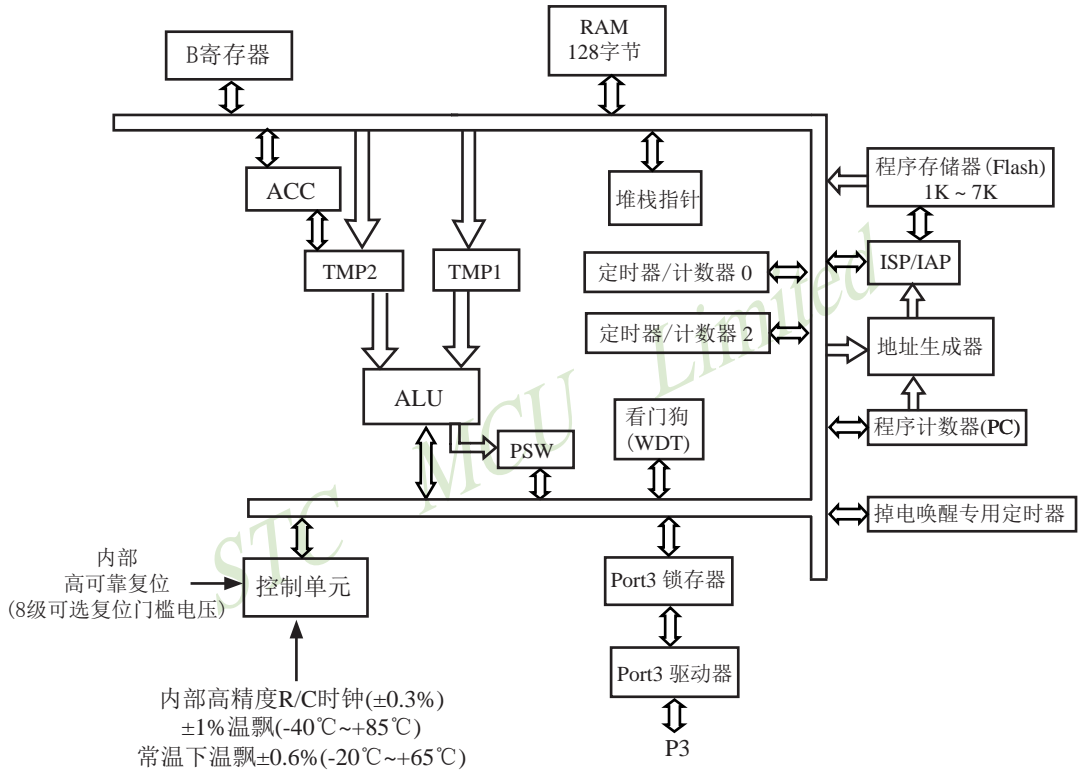 B寄存器
RAM
128字节
ACC
堆栈指针
程序存储器(Flash)
1K ~ 7K
TMP2
TMP1
定时器/计数器 0
ISP/IAP
定时器/计数器 2
地址生成器
ALU
看门狗
(WDT)
程序计数器(PC)
PSW
掉电唤醒专用定时器
内部
高可靠复位
(8级可选复位门槛电压)
控制单元
Port3 锁存器
Port3 驱动器
P3
内部高精度R/C时钟(±0.3%)
±1%温飘(-40℃~+85℃)
常温下温飘±0.6%(-20℃~+65℃)
STC MCU Limited